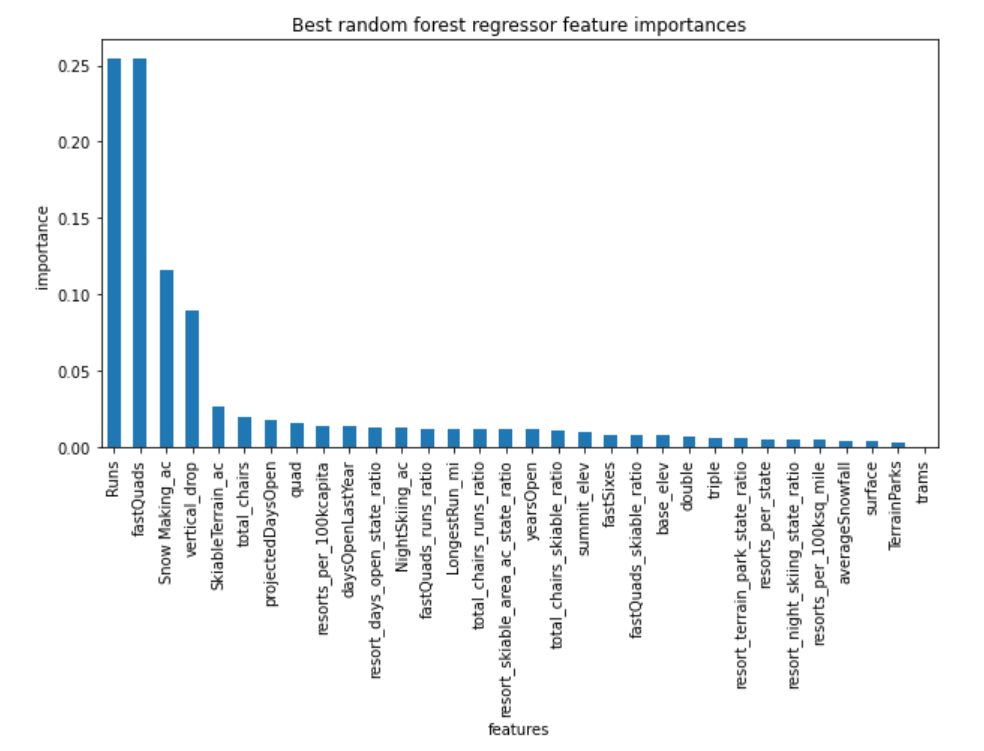 Best random forest regressor feature importances
0.25
0.20
0.15
0.10
0.05
0.00
importance
Runs
fastQuads
Snow Making_ac
vertical_drop
SkiableTerrain_ac
total_chairs
projectedDaysOpen
quad
resorts_per_100kcapita
daysOpenLastYear
resort_days_open_state_ratio
NightSkiing_ac
fastQuads_runs_ratio
LongestRun_mi
total_chairs_runs_ratio
resort_skiable_area_ac_state_ratio
yearsOpen
total_chairs_skiable_ratio
summit_elev
fastSixes
fastQuads_skiable_ratio
base_elev
double
triple
resort_terrain_park_state_ratio
resorts_per_state
resort_night_skiing_state_ratio
resorts_per_100ksq_mile
averageSnowfall
surface
TerrainParks
trams
features